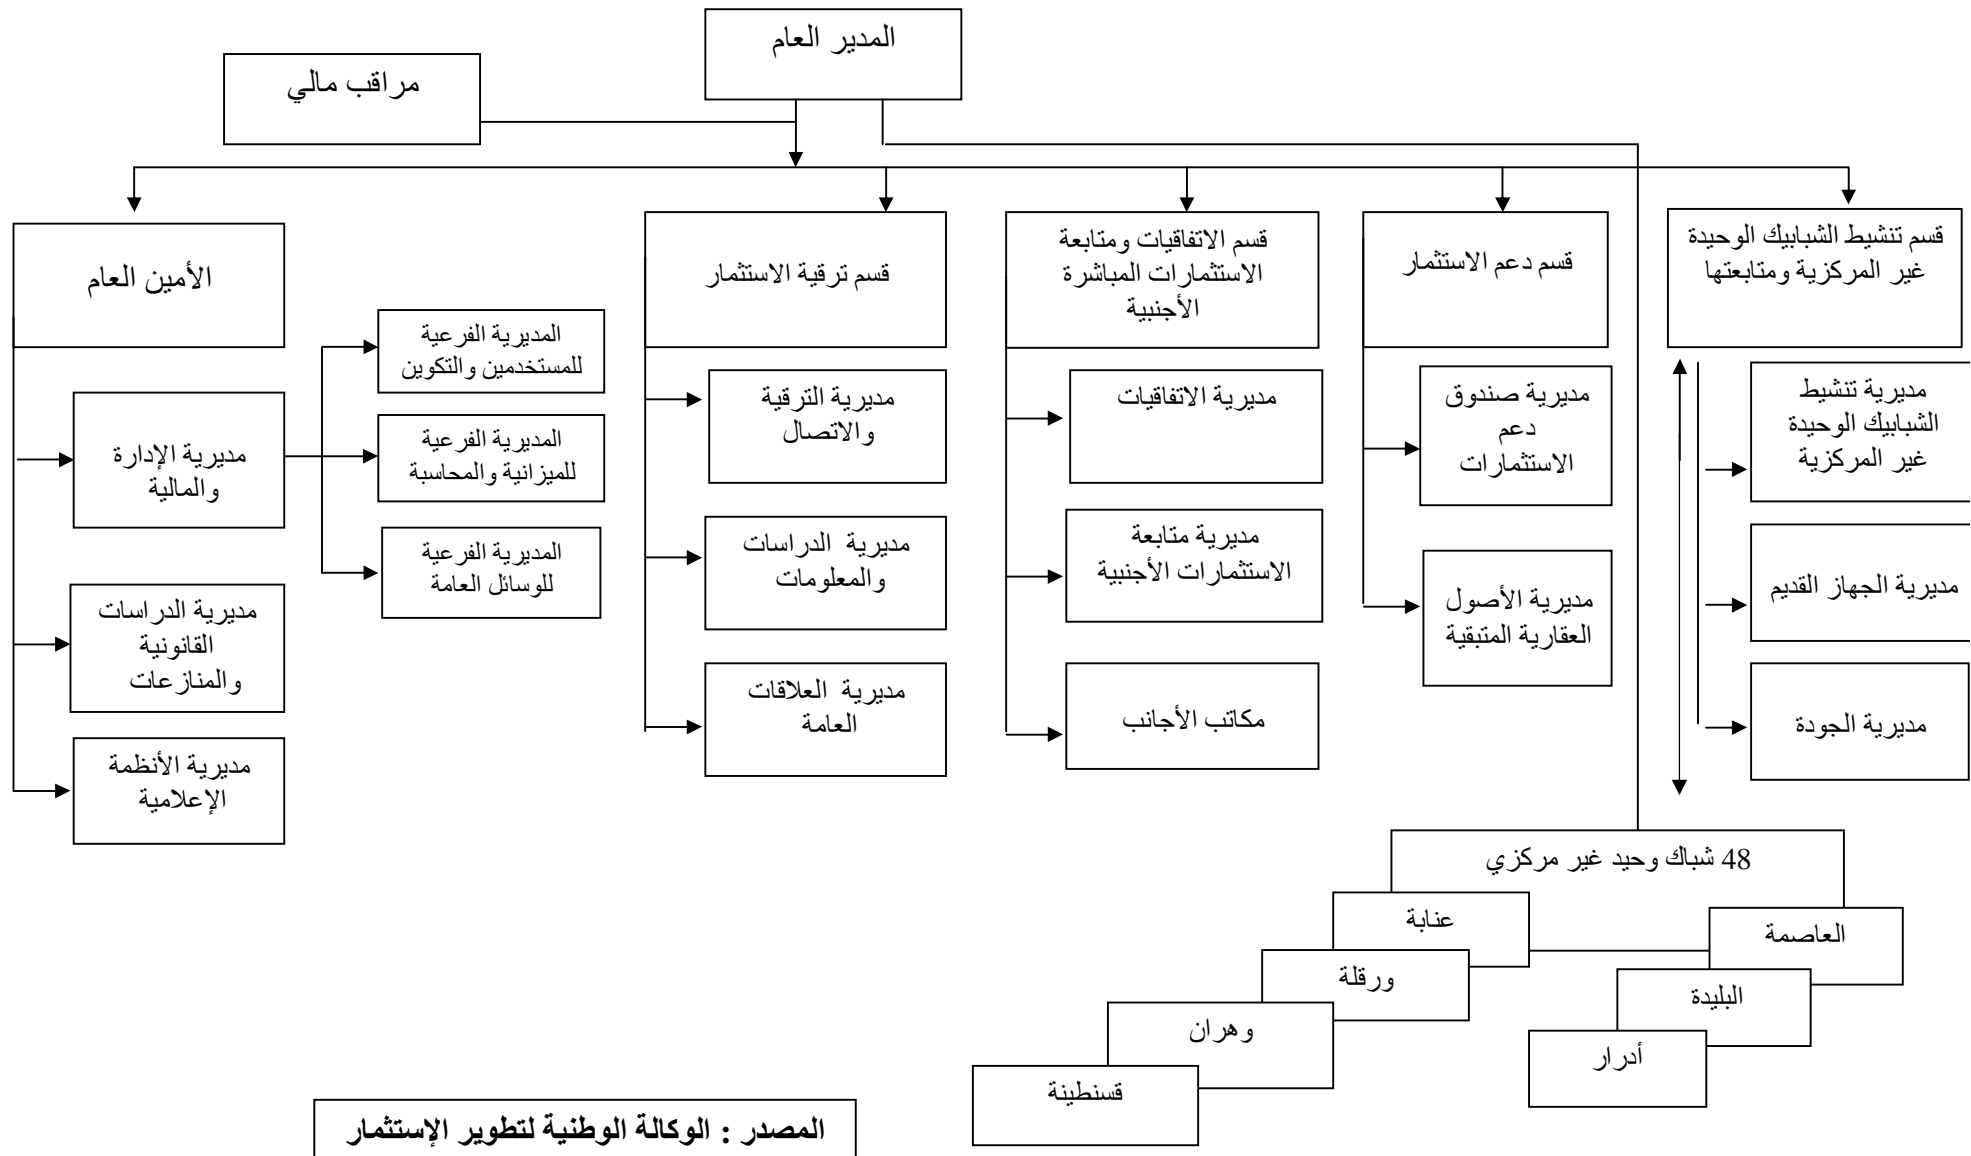 المدير العام
مراقب مالي
قسم تنشيط الشبابيك الوحيدة
غير المركزية ومتابعتها
قسم دعم الاستثمار
قسم الاتفاقيات ومتابعة
الاستثمارات المباشرة
الأجنبية
قسم ترقية الاستثمار
الأمين العام
مديرية تنشيط
الشبابيك الوحيدة
غير المركزية
مديرية الجهاز القديم
مديرية الجودة
مديرية صندوق
دعم
الاستثمارات
مديرية الأصول
العقارية المتبقية
مديرية الاتفاقيات
مديرية متابعة
الاستثمارات الأجنبية
مكاتب الأجانب
مديرية الترقية
والاتصال
مديرية الدراسات
والمعلومات
مديرية العلاقات
العامة
المديرية الفرعية
للمستخدمين والتكوين
المديرية الفرعية
للميزانية والمحاسبة
المديرية الفرعية
للوسائل العامة
مديرية الإدارة
والمالية
مديرية الدراسات
القانونية
والمنازعات
مديرية الأنظمة
الإعلامية
48 شباك وحيد غير مركزي
العاصمة
البليدة
أدرار
عنابة
ورقلة
وهران
قسنطينة
المصدر : الوكالة الوطنية لتطوير الإستثمار